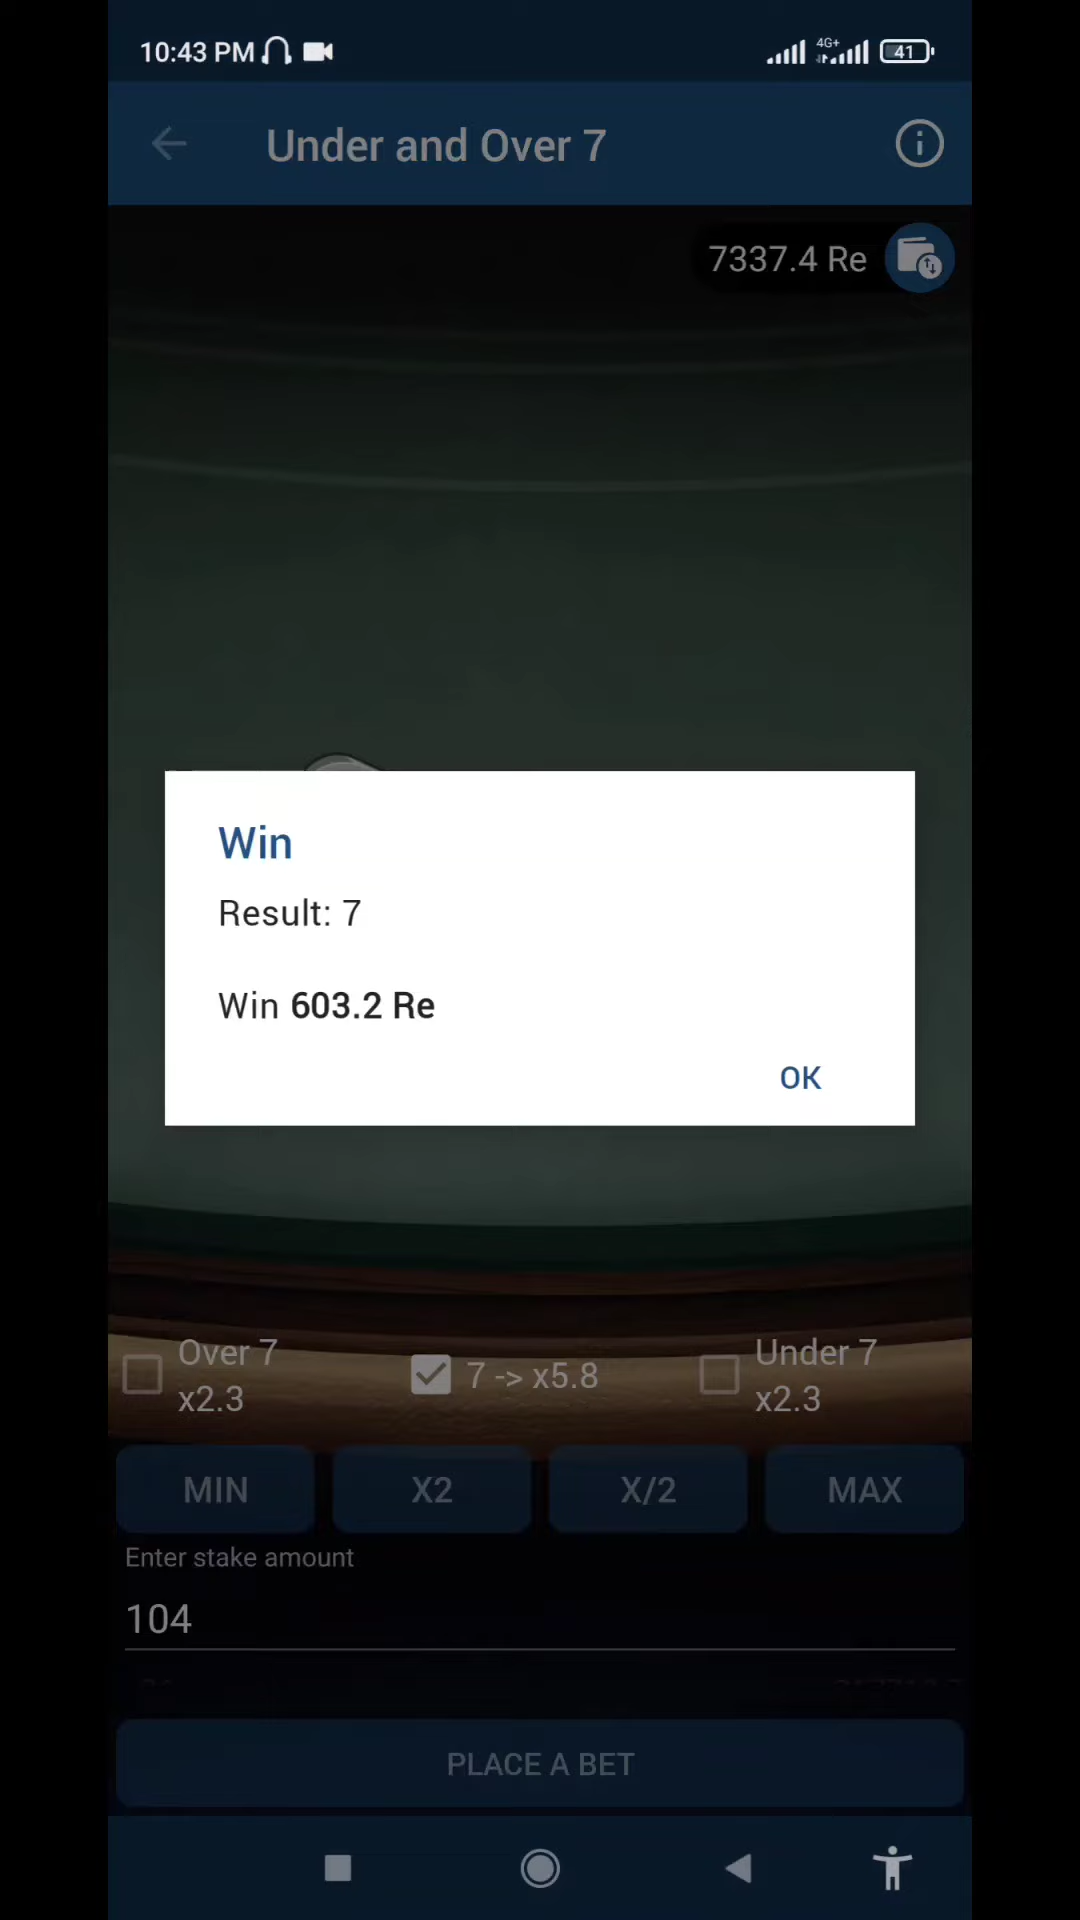 10:43 PM 4G+ 41
Under and Over 7
7337.4 Re
Win
Result: 7
Win 603.2 Re
OK
Over 7
x2.3
7 -> x5.8
Under 7
x2.3
MIN X2 X/2 MAX
Enter stake amount
104
PLACE A BET